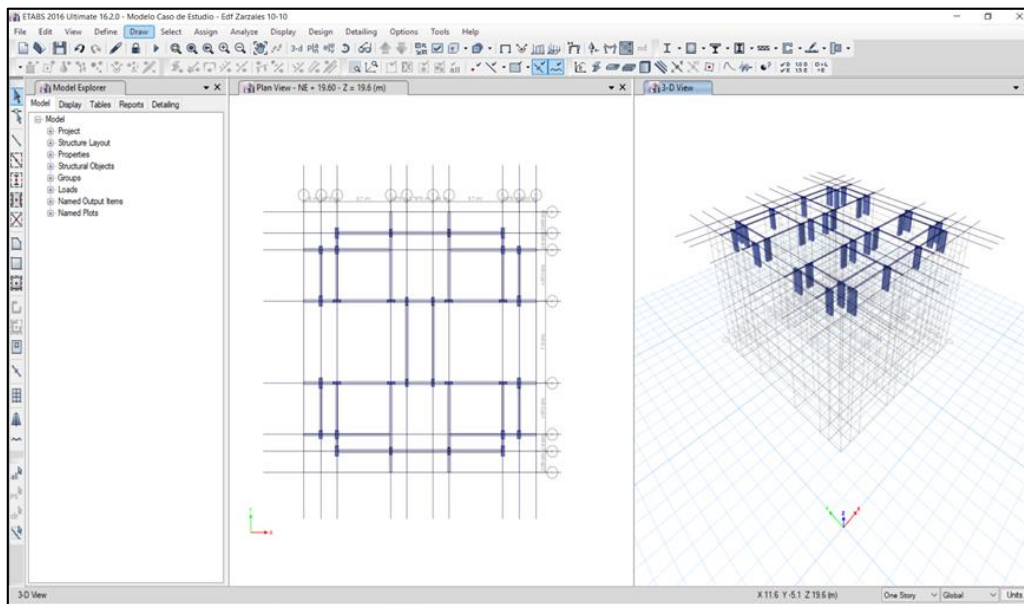 ETABS 2016 Ultimate 16.2.0 - Modelo Caso de Estudio - Edf Zarzales 10-10
File Edit View Define Draw Select Assign Analyze Display Design Detailing Options Tools Help
3-d
nd
all
Model Explorer
Model Display Tables Reports Detailing
Model
Project
Structure Layout
Properties
Structural Objects
Groups
Loads
Named Output Items
Named Plots
Plan View - NE + 19.60 - Z = 19.6 (m)
3-D View
3-D View
X 11.6 Y -5.1 Z 19.6 (m)
One Story
Global
Units